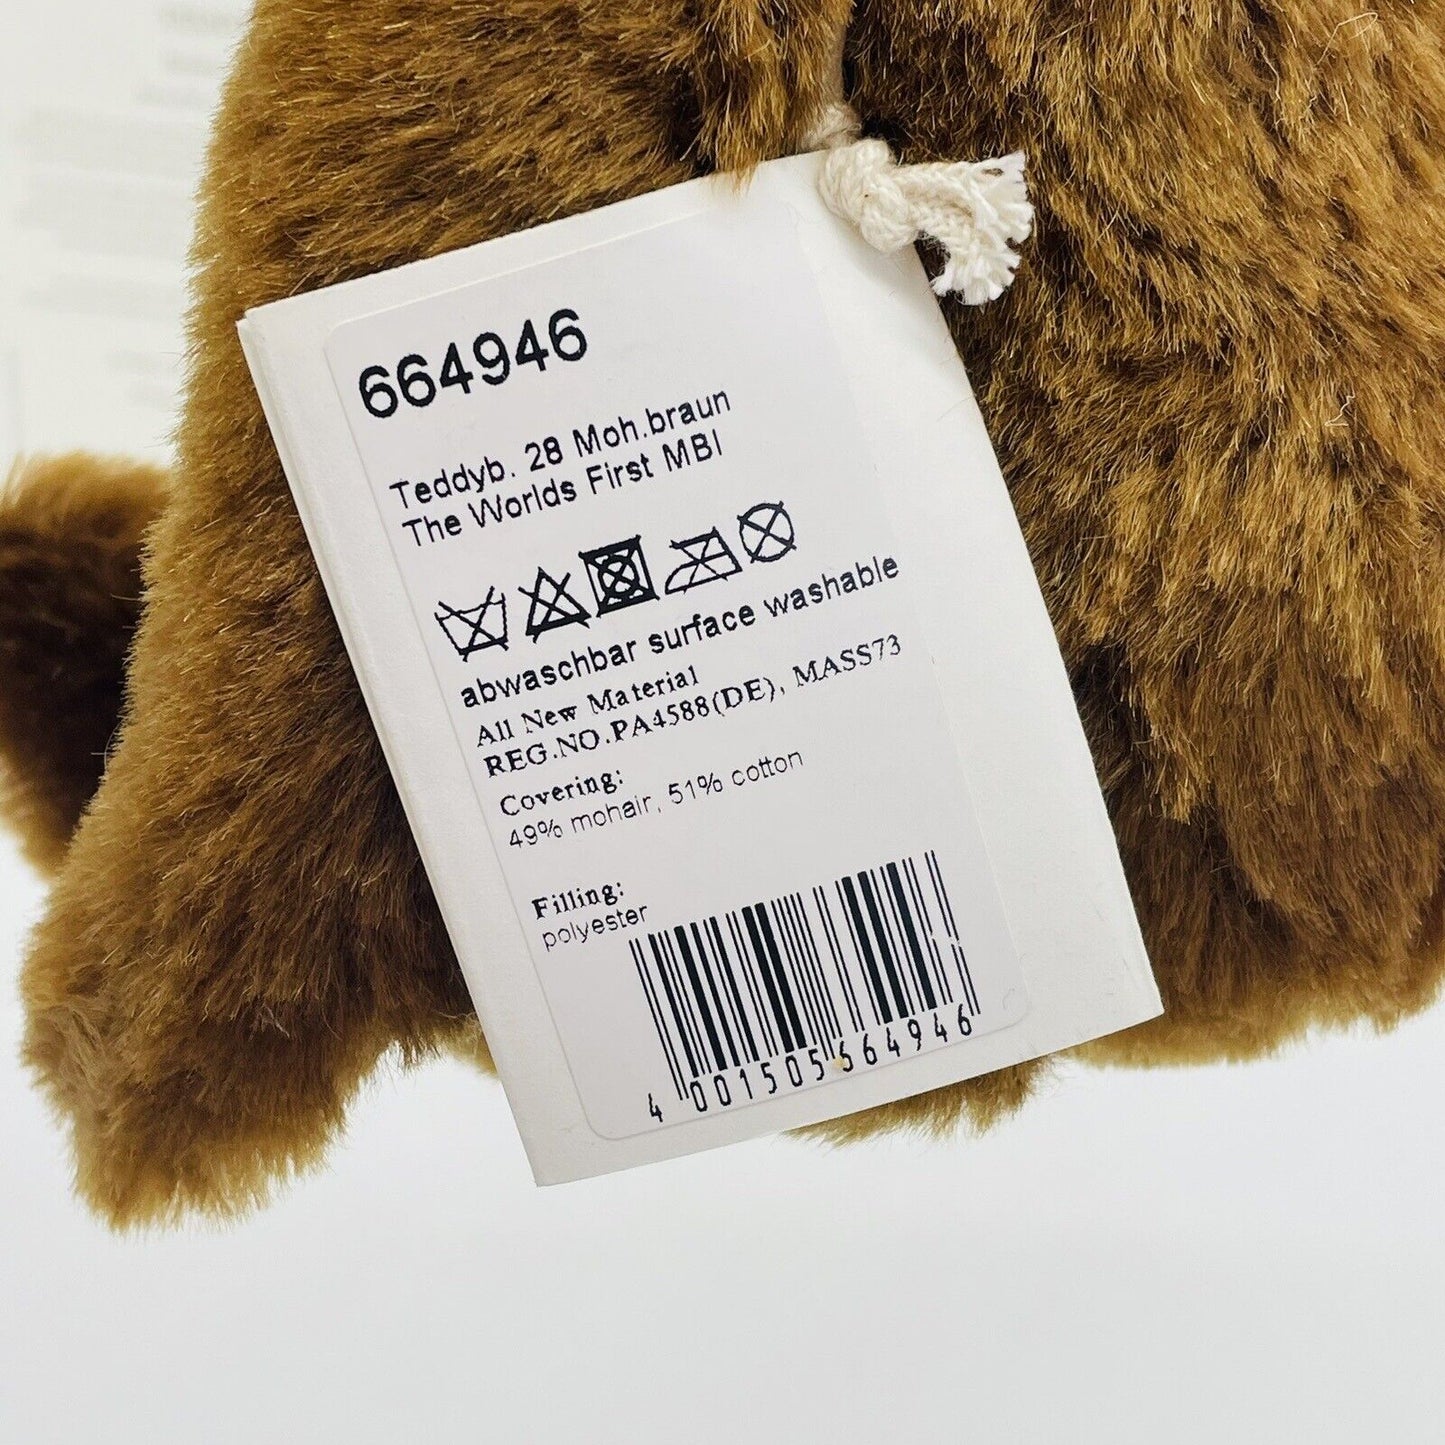 664946
Teddyb. 28 Moh.braun
The Worlds First MBI
abwaschbar surface washable
All New Material
REG.NO.PA4588(DE), MASS73
Covering:
49% mohair, 51% cotton
Filling:
polyester
4 001505 664946